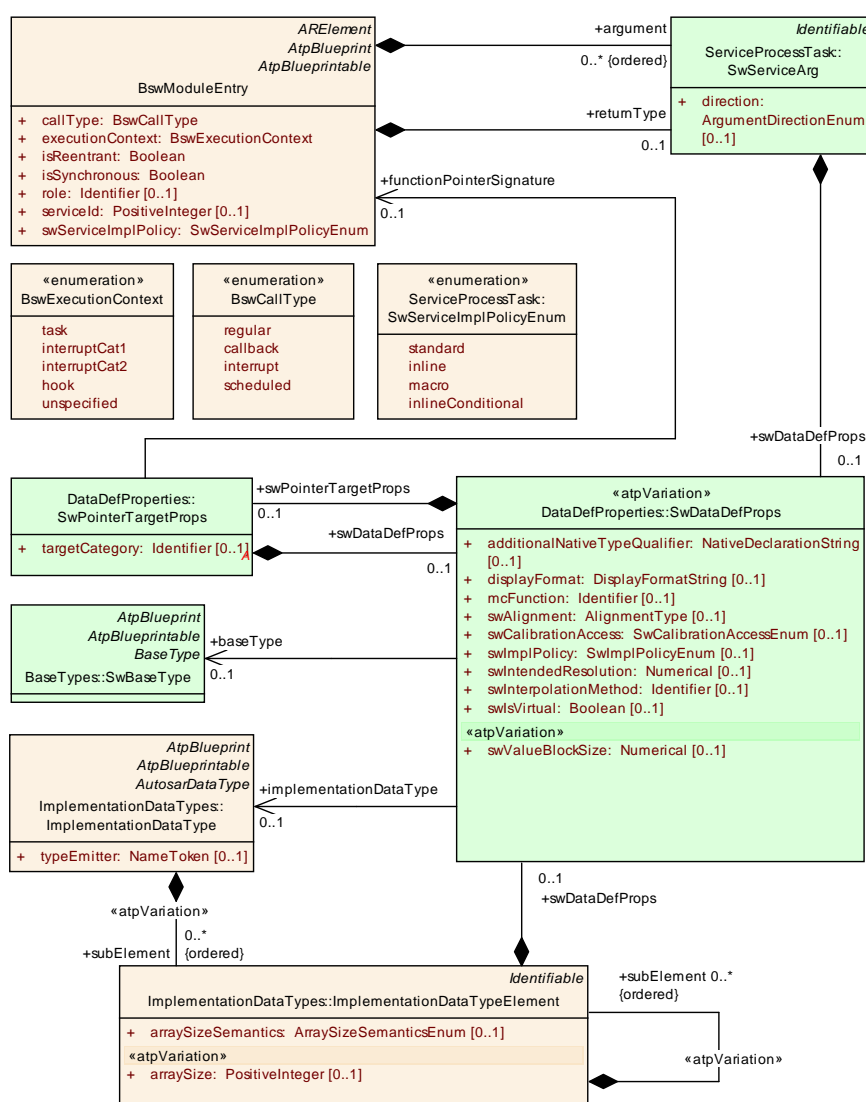 ARElement
AtpBlueprint
AtpBlueprintable
BswModuleEntry
+ callType: BswCallType
+ executionContext: BswExecutionContext
+ isReentrant: Boolean
+ isSynchronous: Boolean
+ role: Identifier [0..1]
+ serviceId: PositiveInteger [0..1]
+ swServiceImplPolicy: SwServiceImplPolicyEnum
+argument
0..* {ordered}
+returnType
0..1
Identifiable
ServiceProcessTask::
SwServiceArg
+ direction:
ArgumentDirectionEnum
[0..1]
+functionPointerSignature
0..1
«enumeration»
BswExecutionContext
task
interruptCat1
interruptCat2
hook
unspecified
«enumeration»
BswCallType
regular
callback
interrupt
scheduled
«enumeration»
ServiceProcessTask::
SwServiceImplPolicyEnum
standard
inline
macro
inlineConditional
+swDataDefProps
0..1
DataDefProperties::
SwPointerTargetProps
+ targetCategory: Identifier [0..1]
+swPointerTargetProps
0..1
+swDataDefProps
0..1
«atpVariation»
DataDefProperties::SwDataDefProps
+ additionalNativeTypeQualifier: NativeDeclarationString
[0..1]
+ displayFormat: DisplayFormatString [0..1]
+ mcFunction: Identifier [0..1]
+ swAlignment: AlignmentType [0..1]
+ swCalibrationAccess: SwCalibrationAccessEnum [0..1]
+ swImplPolicy: SwImplPolicyEnum [0..1]
+ swIntendedResolution: Numerical [0..1]
+ swInterpolationMethod: Identifier [0..1]
+ swIsVirtual: Boolean [0..1]
«atpVariation»
+ swValueBlockSize: Numerical [0..1]
AtpBlueprint
AtpBlueprintable
BaseType
BaseTypes::SwBaseType
+baseType
0..1
AtpBlueprint
AtpBlueprintable
AutosarDataType
ImplementationDataTypes::
ImplementationDataType
+ typeEmitter: NameToken [0..1]
+implementationDataType
0..1
«atpVariation»
0..*
+subElement {ordered}
0..1
+swDataDefProps
Identifiable
ImplementationDataTypes::ImplementationDataTypeElement
+ arraySizeSemantics: ArraySizeSemanticsEnum [0..1]
«atpVariation»
+ arraySize: PositiveInteger [0..1]
+subElement 0..*
{ordered}
«atpVariation»